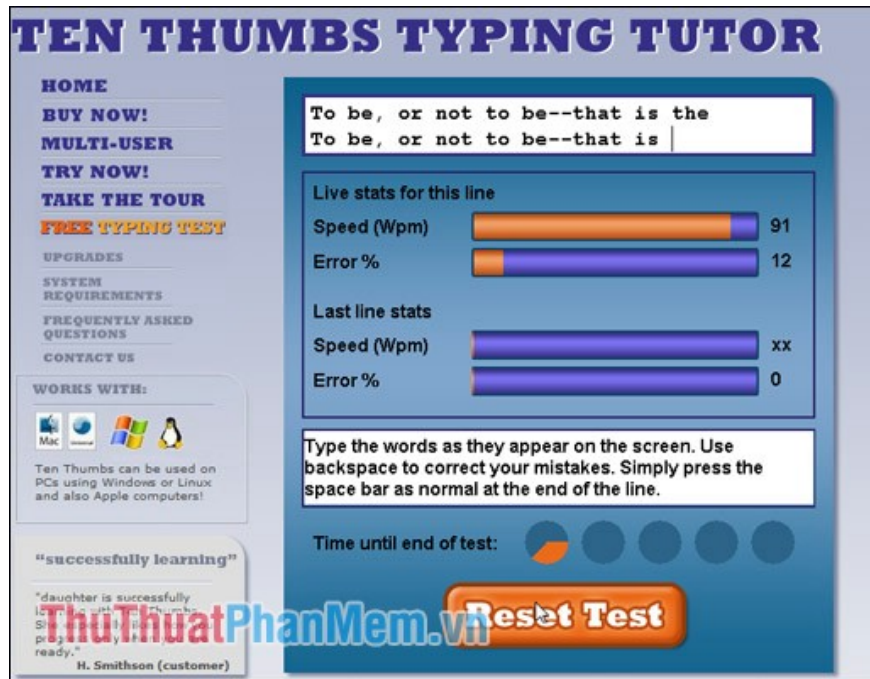 TEN THUMBS TYPING TUTOR
HOME
BUY NOW!
MULTI-USER
TRY NOW!
TAKE THE TOUR
FREE TYPING TEST
UPGRADES
SYSTEM
REQUIREMENTS
FREQUENTLY ASKED
QUESTIONS
CONTACT US
WORKS WITH:
Mac
Ten Thumbs can be used on
PCs using Windows or Linux
and also Apple computers!
"successfully learning"
"daughter is successfully
ready."
H. Smithson (customer)
To be, or not to be--that is the
To be, or not to be--that is
Live stats for this line
Speed (Wpm) 91
Error % 12
Last line stats
Speed (Wpm) xx
Error % 0
Type the words as they appear on the screen. Use
backspace to correct your mistakes. Simply press the
space bar as normal at the end of the line.
Time until end of test:
Reset Test
ThuThuatPhanMem.vn